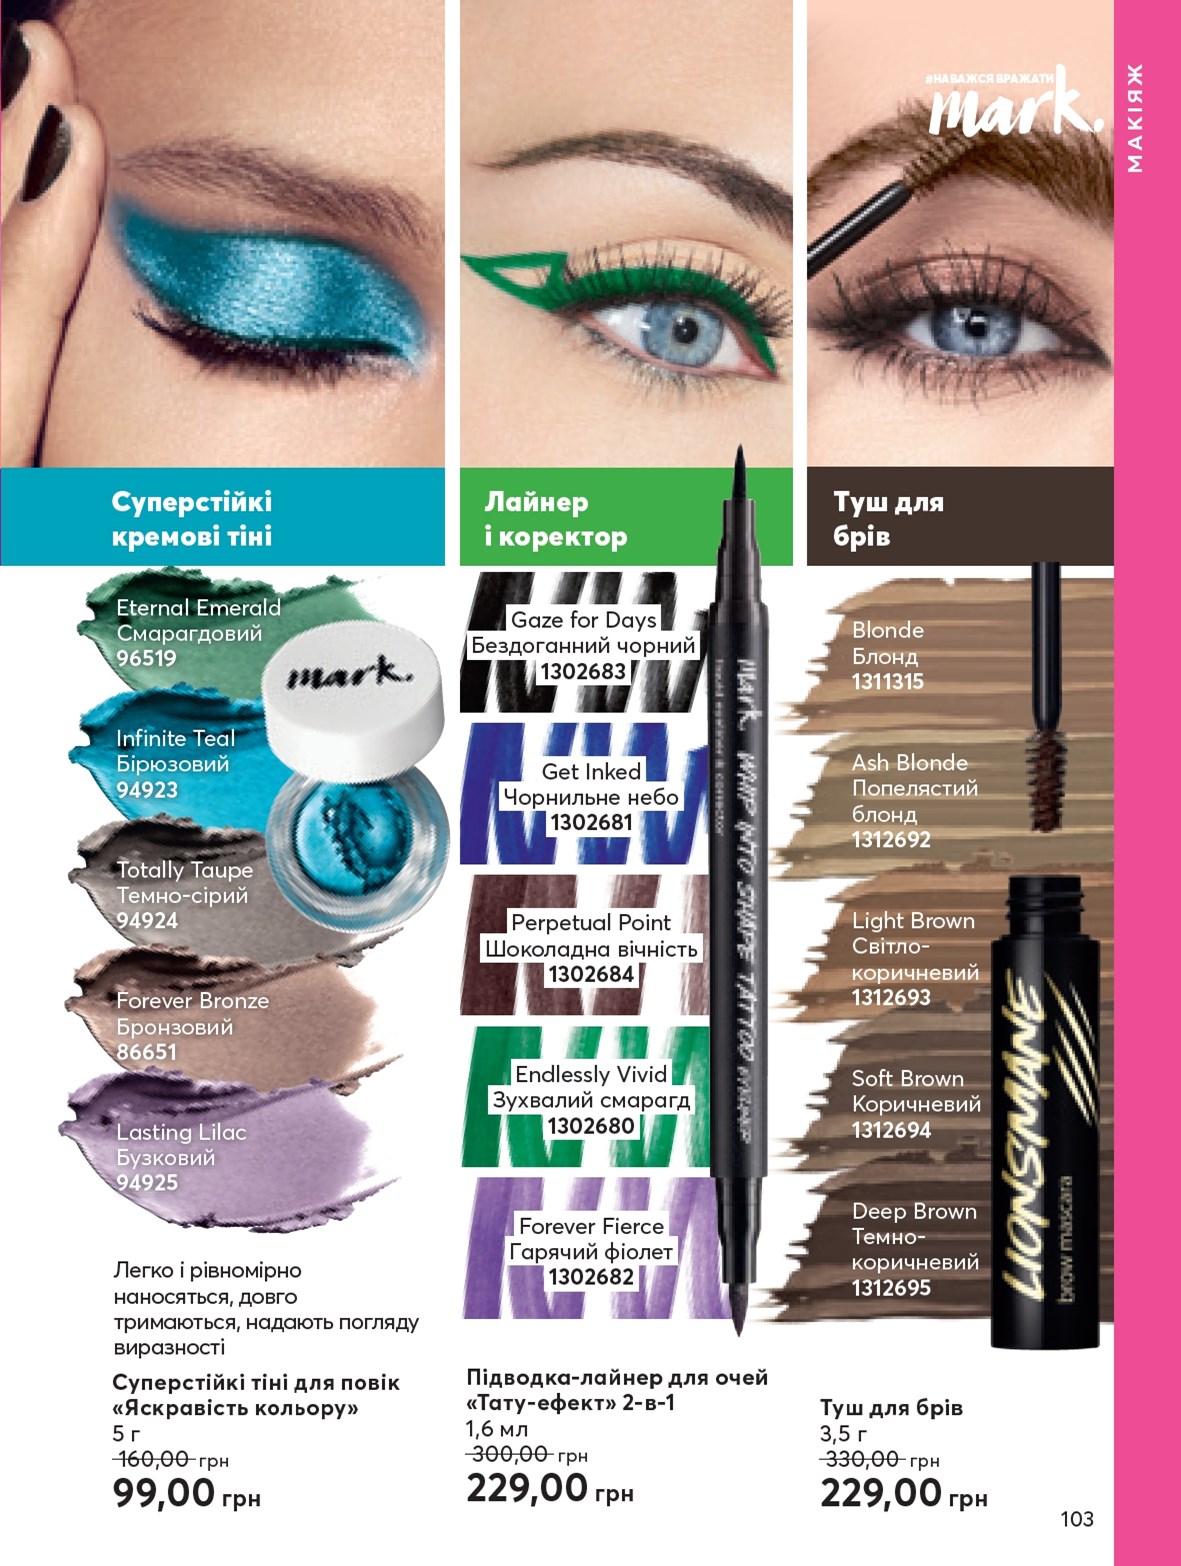 #НАВАЖСЯ ВРАЖАТИ
mark.
МАКІЯЖ
Суперстійкі
кремові тіні
Eternal Emerald
Смарагдовий
96519
mark.
Infinite Teal
Бірюзовий
94923
Totally Taupe
Темно-сірий
94924
Forever Bronze
Бронзовий
86651
Lasting Lilac
Бузковий
94925
Легко і рівномірно
наносяться, довго
тримаються, надають погляду
виразності
Суперстійкі тіні для повік
«Яскравість кольору»
5 г
160,00 грн
99,00 грн
Лайнер
і коректор
Gaze for Days
Бездоганний чорний
1302683
Get Inked
Чорнильне небо
1302681
Perpetual Point
Шоколадна вічність
1302684
Endlessly Vivid
Зухвалий смарагд
1302680
Forever Fierce
Гарячий фіолет
1302682
mark. WHIP INTO SHAPE TATTOO
liquid eyeliner & corrector
Підводка-лайнер для очей
«Тату-ефект» 2-в-1
1,6 мл
300,00 грн
229,00 грн
Туш для
брів
Blonde
Блонд
1311315
Ash Blonde
Попелястий
блонд
1312692
Light Brown
Світло-
коричневий
1312693
Soft Brown
Коричневий
1312694
Deep Brown
Темно-
коричневий
1312695
LIONSMANE
brow mascara
Туш для брів
3,5 г
330,00 грн
229,00 грн
103